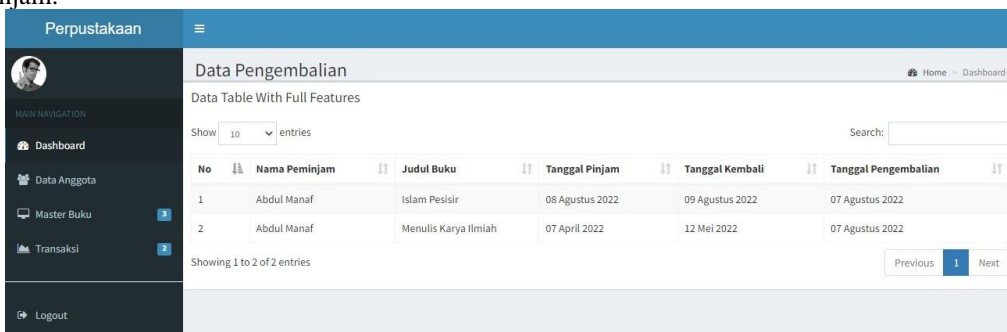 Perpustakaan
Data Pengembalian
Home > Dashboard
Data Table With Full Features
MAIN NAVIGATION
Show 10 entries
Search:
Dashboard
No Nama Peminjam Judul Buku Tanggal Pinjam Tanggal Kembali Tanggal Pengembalian
Data Anggota
1 Abdul Manaf Islam Pesisir 08 Agustus 2022 09 Agustus 2022 07 Agustus 2022
Master Buku 3
2 Abdul Manaf Menulis Karya Ilmiah 07 April 2022 12 Mei 2022 07 Agustus 2022
Transaksi 2
Showing 1 to 2 of 2 entries
Previous 1 Next
Logout